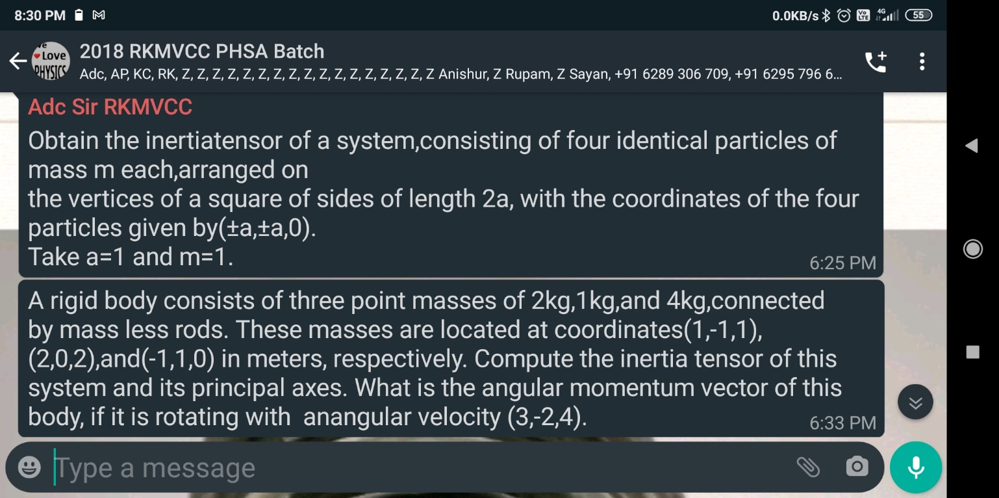 8:30 PM
0.0KB/s Vo LTE 4G 55
ve
Love
PHYSICS
2018 RKMVCC PHSA Batch
Adc, AP, KC, RK, Z, Z, Z, Z, Z, Z, Z, Z, Z, Z, Z, Z, Z, Z, Z, Z, Z Anishur, Z Rupam, Z Sayan, +91 6289 306 709, +91 6295 796 6...
Adc Sir RKMVCC
Obtain the inertiatensor of a system,consisting of four identical particles of
mass m each,arranged on
the vertices of a square of sides of length 2a, with the coordinates of the four
particles given by(±a,±a,0).
Take a=1 and m=1.
6:25 PM
A rigid body consists of three point masses of 2kg,1kg,and 4kg,connected
by mass less rods. These masses are located at coordinates(1,-1,1),
(2,0,2),and(-1,1,0) in meters, respectively. Compute the inertia tensor of this
system and its principal axes. What is the angular momentum vector of this
body, if it is rotating with  anangular velocity (3,-2,4).
6:33 PM
Type a message